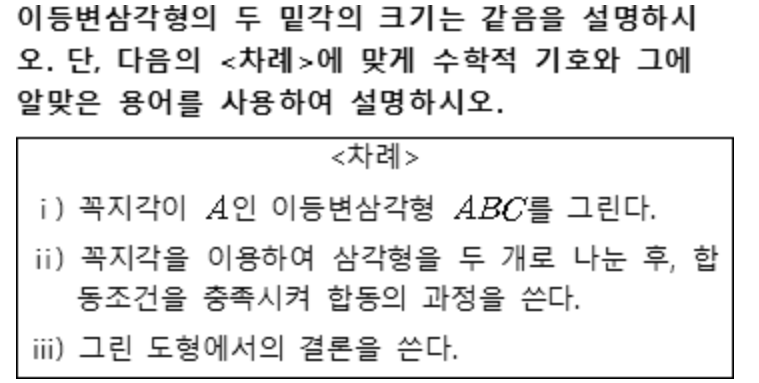 이등변삼각형의 두 밑각의 크기는 같음을 설명하시
오. 단, 다음의 <차례>에 맞게 수학적 기호와 그에
알맞은 용어를 사용하여 설명하시오.
<차례>
ⅰ) 꼭지각이 A인 이등변삼각형 ABC를 그린다.
ⅱ) 꼭지각을 이용하여 삼각형을 두 개로 나눈 후, 합
동조건을 충족시켜 합동의 과정을 쓴다.
ⅲ) 그린 도형에서의 결론을 쓴다.